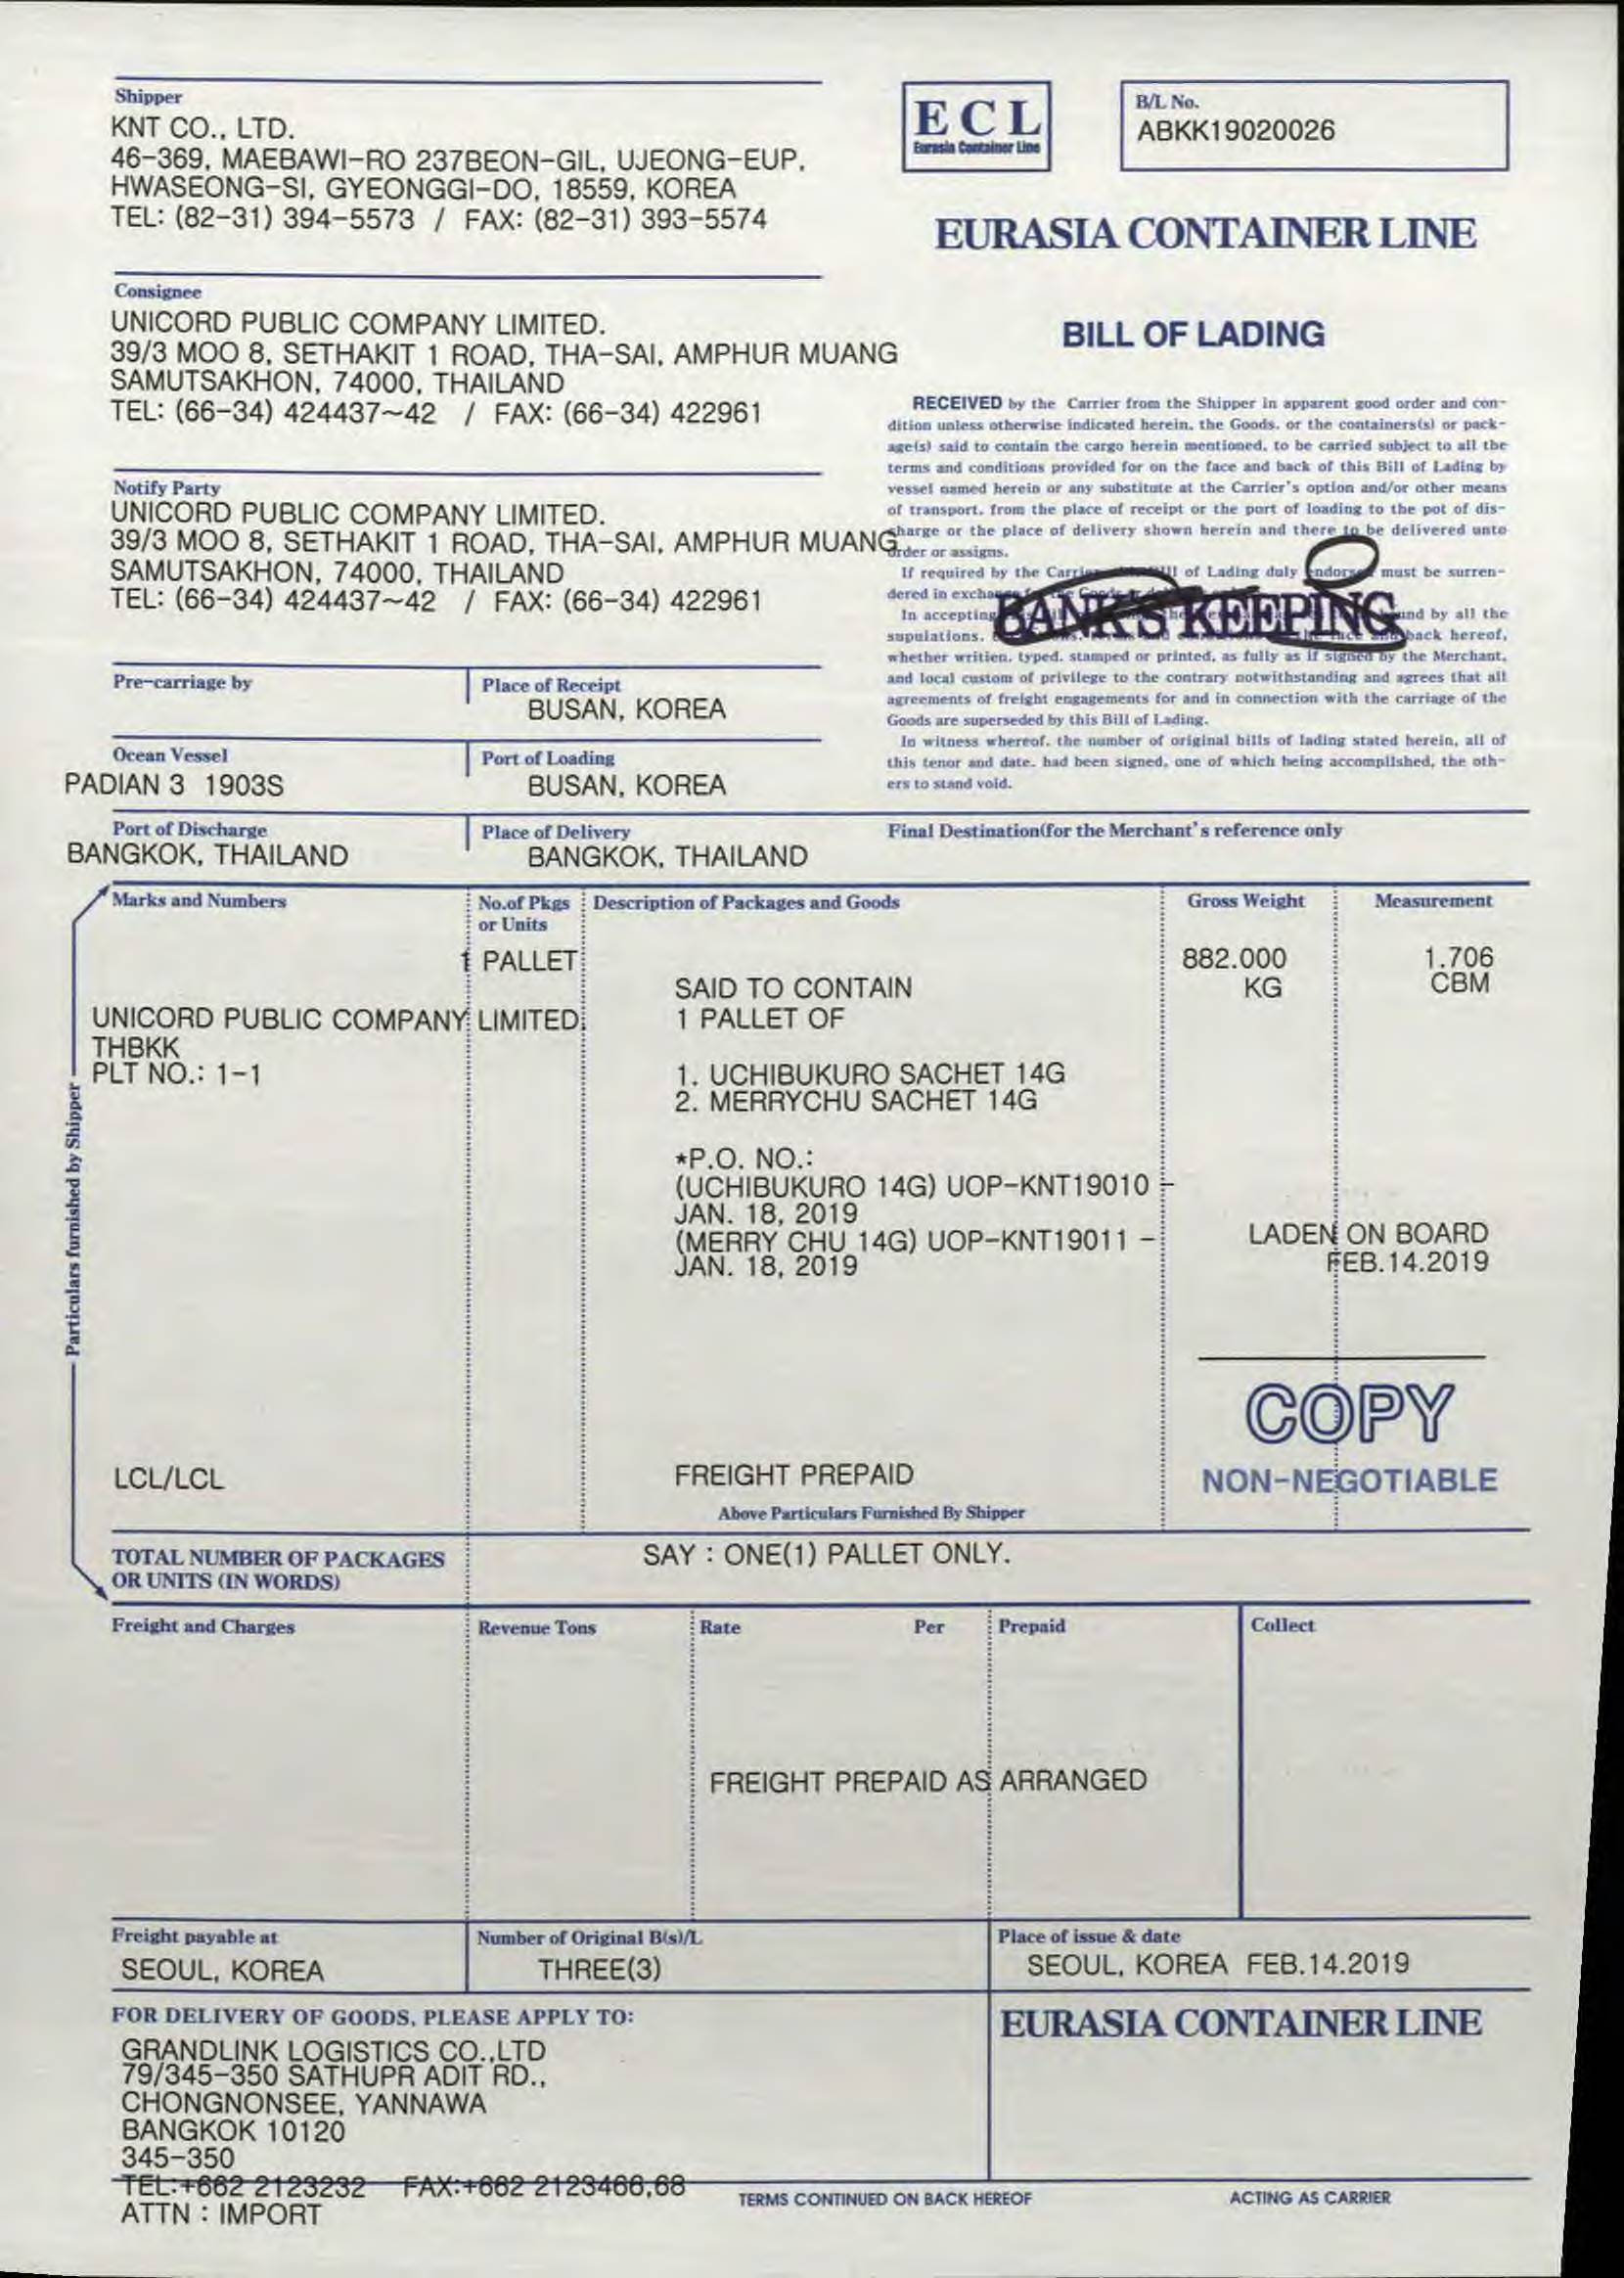 Shipper
KNT CO., LTD.
46-369, MAEBAWI-RO 237BEON-GIL, UJEONG-EUP,
HWASEONG-SI, GYEONGGI-DO, 18559, KOREA
TEL: (82-31) 394-5573 / FAX: (82-31) 393-5574
ECL
Eurasia Container Line
B/L No.
ABKK19020026
EURASIA CONTAINER LINE
BILL OF LADING
Consignee
UNICORD PUBLIC COMPANY LIMITED.
39/3 MOO 8, SETHAKIT 1 ROAD, THA-SAI, AMPHUR MUANG
SAMUTSAKHON, 74000, THAILAND
TEL: (66-34) 424437~42 / FAX: (66-34) 422961
Notify Party
UNICORD PUBLIC COMPANY LIMITED.
39/3 MOO 8, SETHAKIT 1 ROAD, THA-SAI, AMPHUR MUANG
SAMUTSAKHON, 74000, THAILAND
TEL: (66-34) 424437~42 / FAX: (66-34) 422961
RECEIVED by the Carrier from the Shipper in apparent good order and con-
dition unless otherwise indicated herein, the Goods, or the containers(s) or pack-
age(s) said to contain the cargo herein mentioned, to be carried subject to all the
terms and conditions provided for on the face and back of this Bill of Lading by
vessel named herein or any substitute at the Carrier's option and/or other means
of transport, from the place of receipt or the port of loading to the pot of dis-
charge or the place of delivery shown herein and there to be delivered unto
order or assigns.
If required by the of Lading duly must be surren-
dered in
BANK'S KEEPING
In accepting by all the
supulations, back hereof,
whether writien, typed, stamped or printed, as fully as if signed by the Merchant,
and local custom of privilege to the contrary notwithstanding and agrees that all
agreements of freight engagements for and in connection with the carriage of the
Goods are superseded by this Bill of Lading.
In witness whereof, the number of original bills of lading stated herein, all of
this tenor and date, had been signed, one of which being accomplished, the oth-
ers to stand void.
Pre-carriage by
Place of Receipt
BUSAN, KOREA
Ocean Vessel
PADIAN 3 1903S
Port of Loading
BUSAN, KOREA
Port of Discharge
BANGKOK, THAILAND
Place of Delivery
BANGKOK, THAILAND
Final Destination(for the Merchant's reference only
Particulars furnished by Shipper
Marks and Numbers
No.of Pkgs
or Units
Description of Packages and Goods
Gross Weight
Measurement
1 PALLET
882.000
KG
1.706
CBM
SAID TO CONTAIN
UNICORD PUBLIC COMPANY LIMITED
THBKK
PLT NO.: 1-1
1 PALLET OF
1. UCHIBUKURO SACHET 14G
2. MERRYCHU SACHET 14G
*P.O. NO.:
(UCHIBUKURO 14G) UOP-KNT19010 -
JAN. 18, 2019
(MERRY CHU 14G) UOP-KNT19011 -
JAN. 18, 2019
LADEN ON BOARD
FEB.14.2019
COPY
NON-NEGOTIABLE
LCL/LCL
FREIGHT PREPAID
Above Particulars Furnished By Shipper
TOTAL NUMBER OF PACKAGES
OR UNITS (IN WORDS)
SAY : ONE(1) PALLET ONLY.
Freight and Charges
Revenue Tons
Rate
Per
Prepaid
Collect
FREIGHT PREPAID AS ARRANGED
Freight payable at
SEOUL, KOREA
Number of Original B(s)/L
THREE(3)
Place of issue & date
SEOUL, KOREA FEB.14.2019
FOR DELIVERY OF GOODS, PLEASE APPLY TO:
GRANDLINK LOGISTICS CO.,LTD
79/345-350 SATHUPR ADIT RD.,
CHONGNONSEE, YANNAWA
BANGKOK 10120
345-350
TEL:+662 2123232 FAX:+662 2123466,68
ATTN : IMPORT
EURASIA CONTAINER LINE
TERMS CONTINUED ON BACK HEREOF
ACTING AS CARRIER